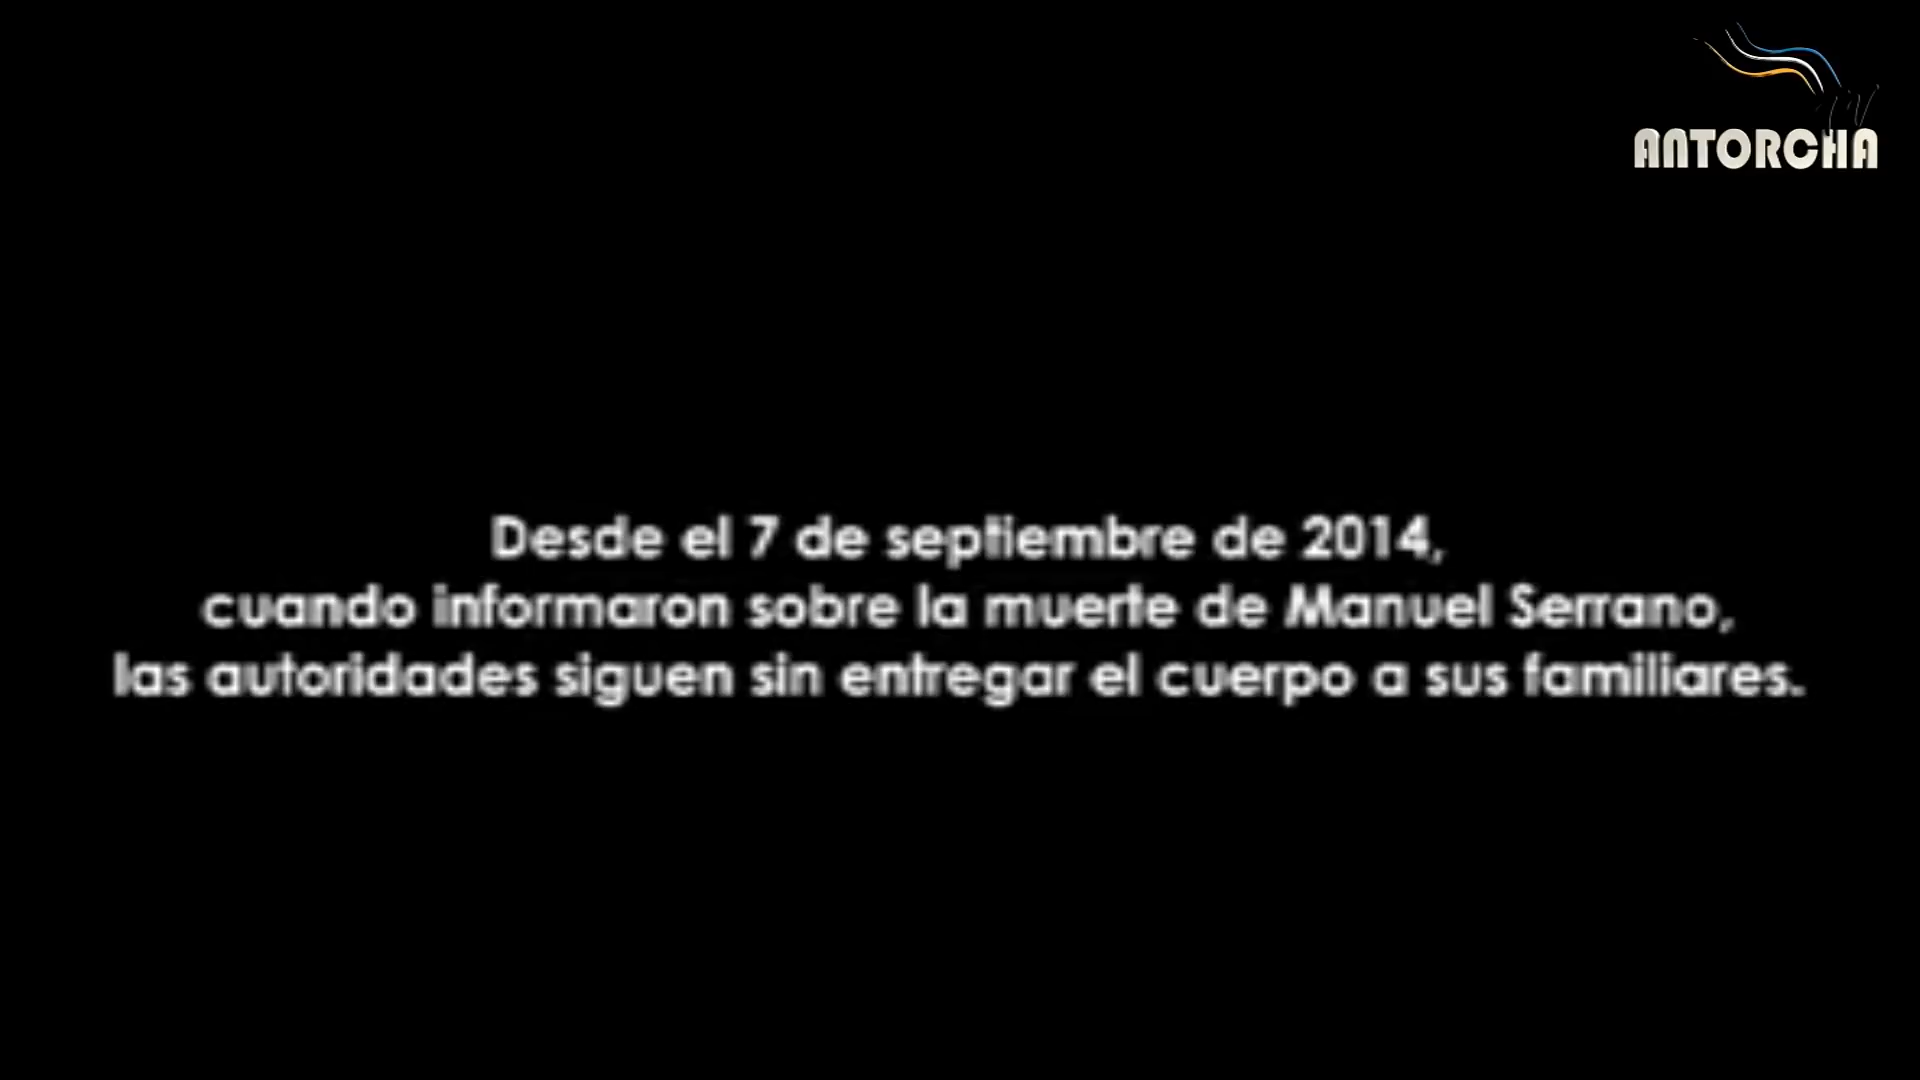 ANTORCHA
Desde el 7 de septiembre de 2014,
cuando informaron sobre la muerte de Manuel Serrano,
las autoridades siguen sin entregar el cuerpo a sus familiares.